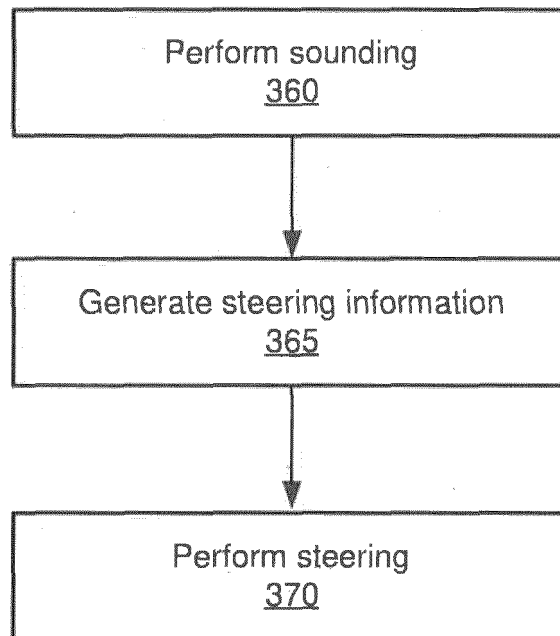 Perform sounding
360
Generate steering information
365
Perform steering
370